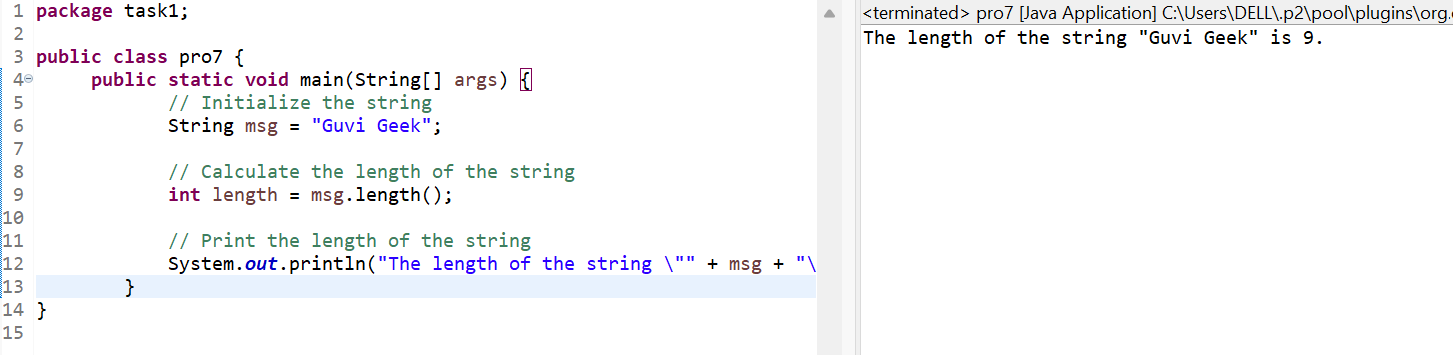 1 package task1;
2
3 public class pro7 {
4 public static void main(String[] args) {
5 // Initialize the string
6 String msg = "Guvi Geek";
7
8 // Calculate the length of the string
9 int length = msg.length();
10
11 // Print the length of the string
12 System.out.println("The length of the string \"" + msg + "\
13 }
14 }
15
<terminated> pro7 [Java Application] C:\Users\DELL\.p2\pool\plugins\org.
The length of the string "Guvi Geek" is 9.